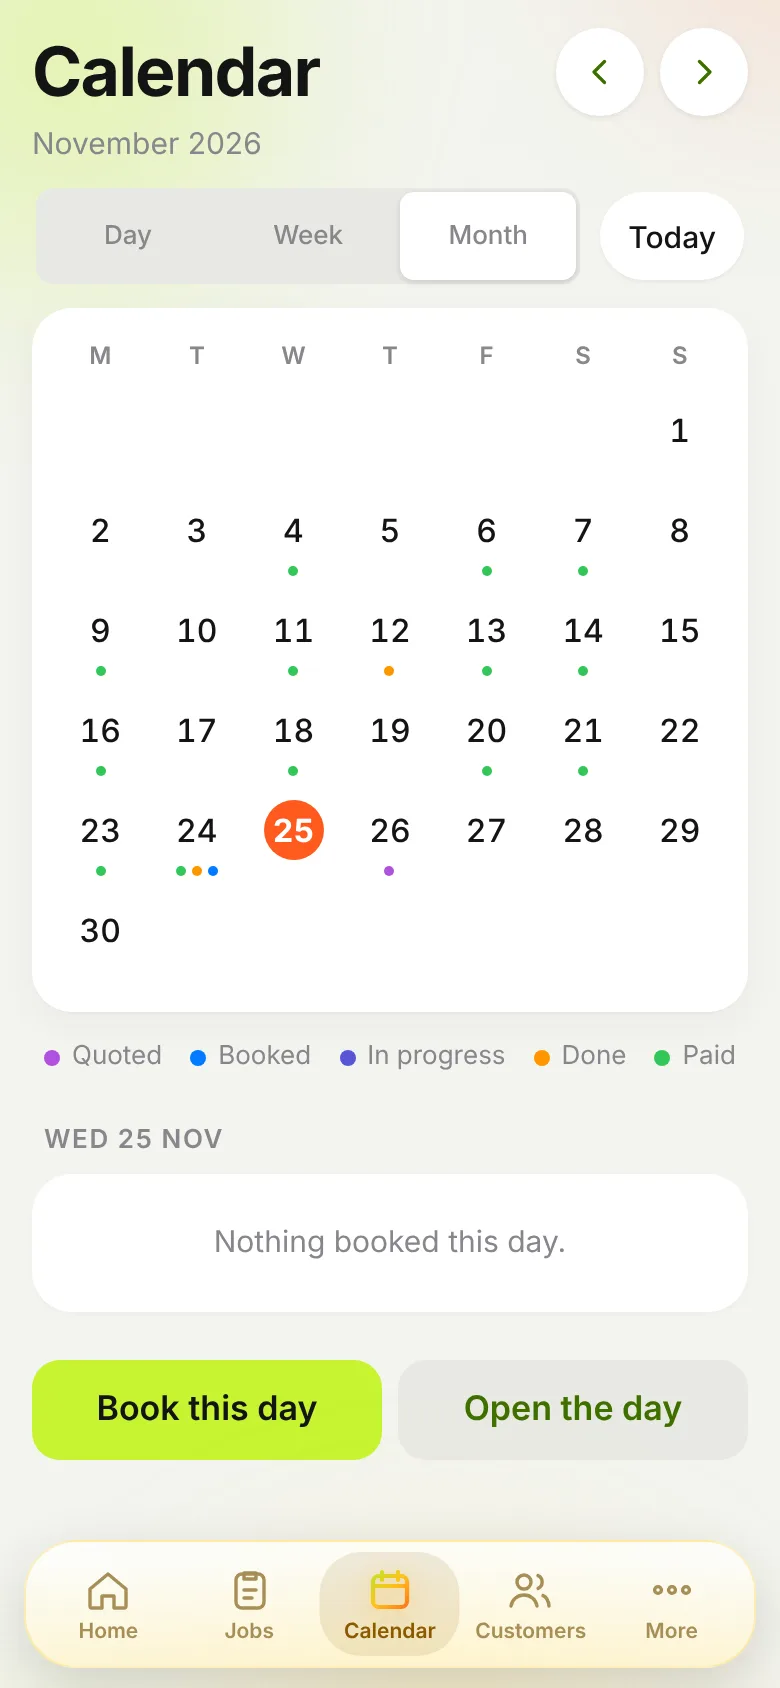 Calendar
November 2026
Day Week Month Today
M T W T F S S
1
2 3 4 5 6 7 8
9 10 11 12 13 14 15
16 17 18 19 20 21 22
23 24 25 26 27 28 29
30
Quoted Booked In progress Done Paid
WED 25 NOV
Nothing booked this day.
Book this day Open the day
Home Jobs Calendar Customers More